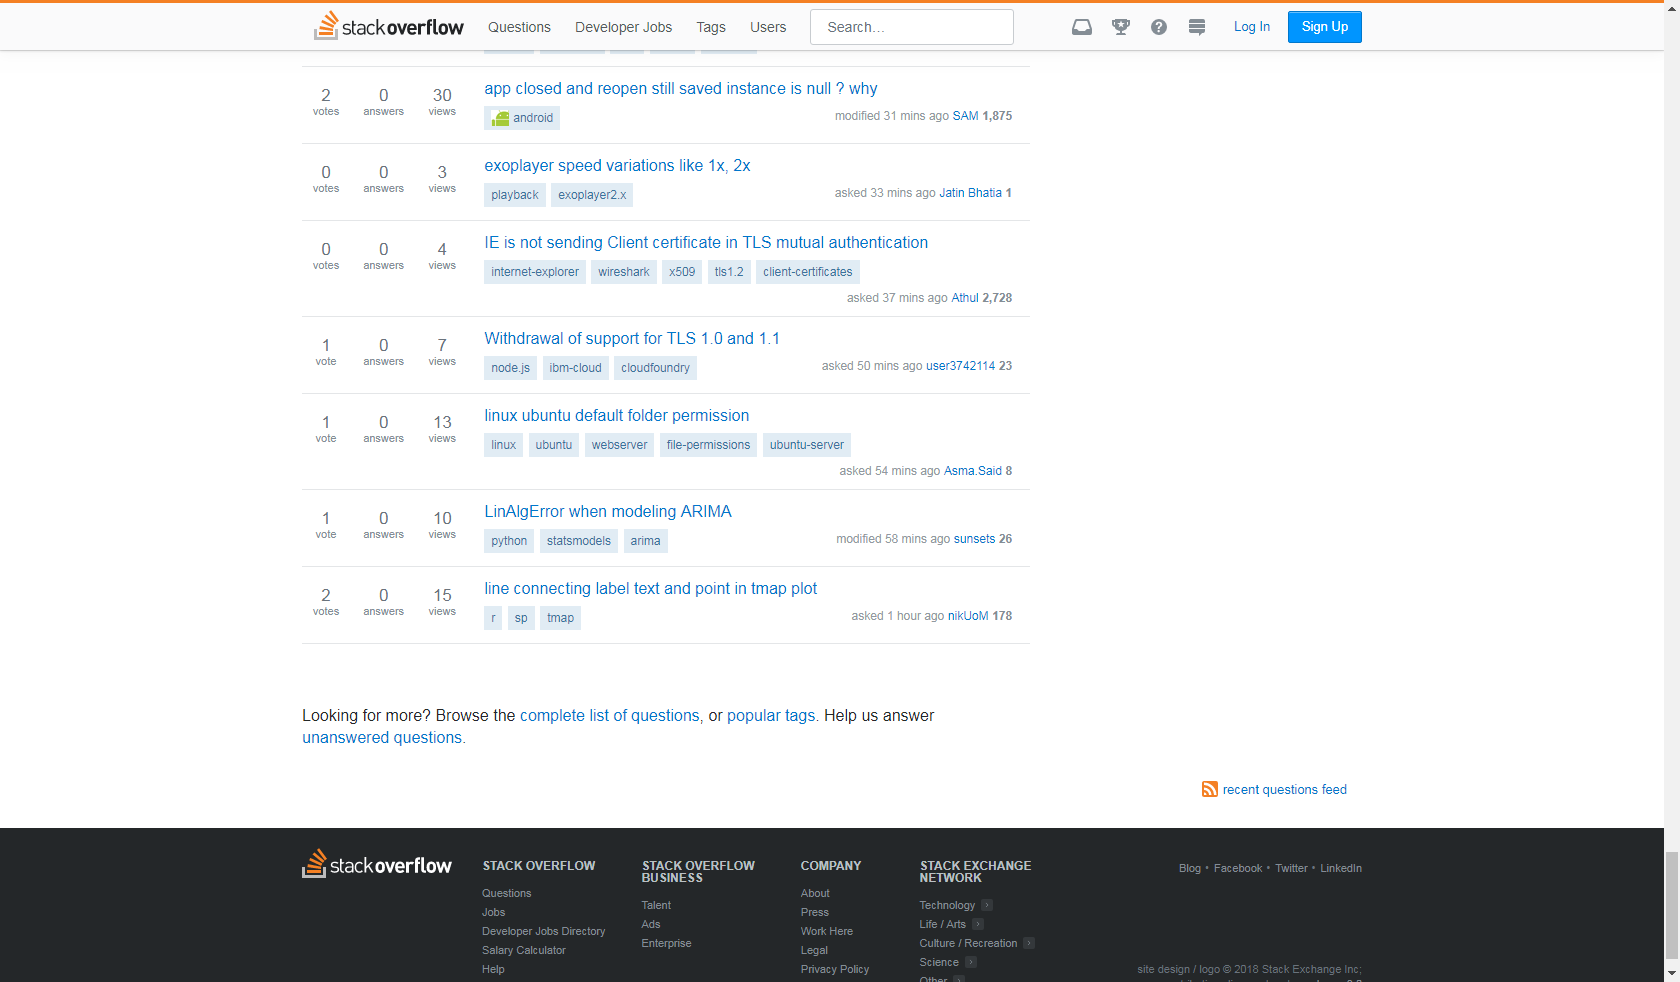 stackoverflow Questions Developer Jobs Tags Users Search... Log In Sign Up
2 votes 0 answers 30 views app closed and reopen still saved instance is null ? why
android modified 31 mins ago SAM 1,875
0 votes 0 answers 3 views exoplayer speed variations like 1x, 2x
playback exoplayer2.x asked 33 mins ago Jatin Bhatia 1
0 votes 0 answers 4 views IE is not sending Client certificate in TLS mutual authentication
internet-explorer wireshark x509 tls1.2 client-certificates
asked 37 mins ago Athul 2,728
1 vote 0 answers 7 views Withdrawal of support for TLS 1.0 and 1.1
node.js ibm-cloud cloudfoundry asked 50 mins ago user3742114 23
1 vote 0 answers 13 views linux ubuntu default folder permission
linux ubuntu webserver file-permissions ubuntu-server
asked 54 mins ago Asma.Said 8
1 vote 0 answers 10 views LinAlgError when modeling ARIMA
python statsmodels arima modified 58 mins ago sunsets 26
2 votes 0 answers 15 views line connecting label text and point in tmap plot
r sp tmap asked 1 hour ago nikUoM 178
Looking for more? Browse the complete list of questions, or popular tags. Help us answer
unanswered questions.
recent questions feed
stackoverflow
STACK OVERFLOW
Questions
Jobs
Developer Jobs Directory
Salary Calculator
Help
STACK OVERFLOW
BUSINESS
Talent
Ads
Enterprise
COMPANY
About
Press
Work Here
Legal
Privacy Policy
STACK EXCHANGE
NETWORK
Technology
Life / Arts
Culture / Recreation
Science
Other
Blog • Facebook • Twitter • LinkedIn
site design / logo © 2018 Stack Exchange Inc;